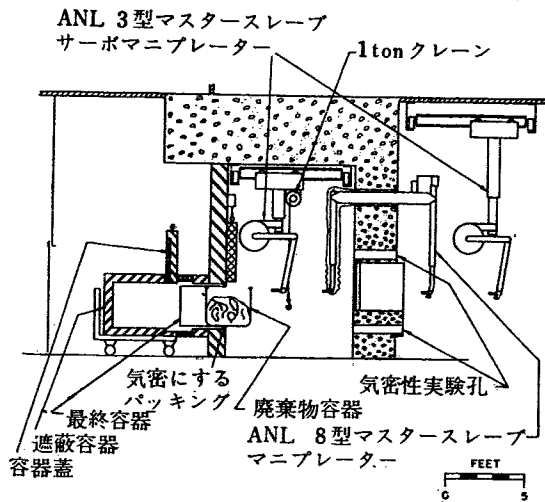 ANL 3型マスタースレーブ
サーボマニプレーター
1tonクレーン
気密にする
パッキング
廃棄物容器
気密性実験孔
最終容器
遮蔽容器
容器蓋
ANL 8型マスタースレーブ
マニプレーター
FEET
0 5